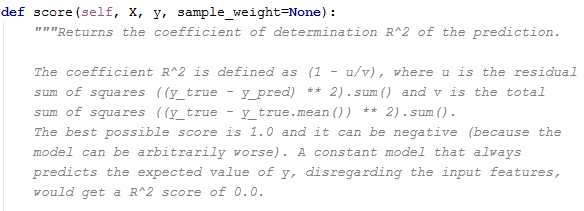 def score(self, X, y, sample_weight=None):
"""Returns the coefficient of determination R^2 of the prediction.
The coefficient R^2 is defined as (1 - u/v), where u is the residual
sum of squares ((y_true - y_pred) ** 2).sum() and v is the total
sum of squares ((y_true - y_true.mean()) ** 2).sum().
The best possible score is 1.0 and it can be negative (because the
model can be arbitrarily worse). A constant model that always
predicts the expected value of y, disregarding the input features,
would get a R^2 score of 0.0.